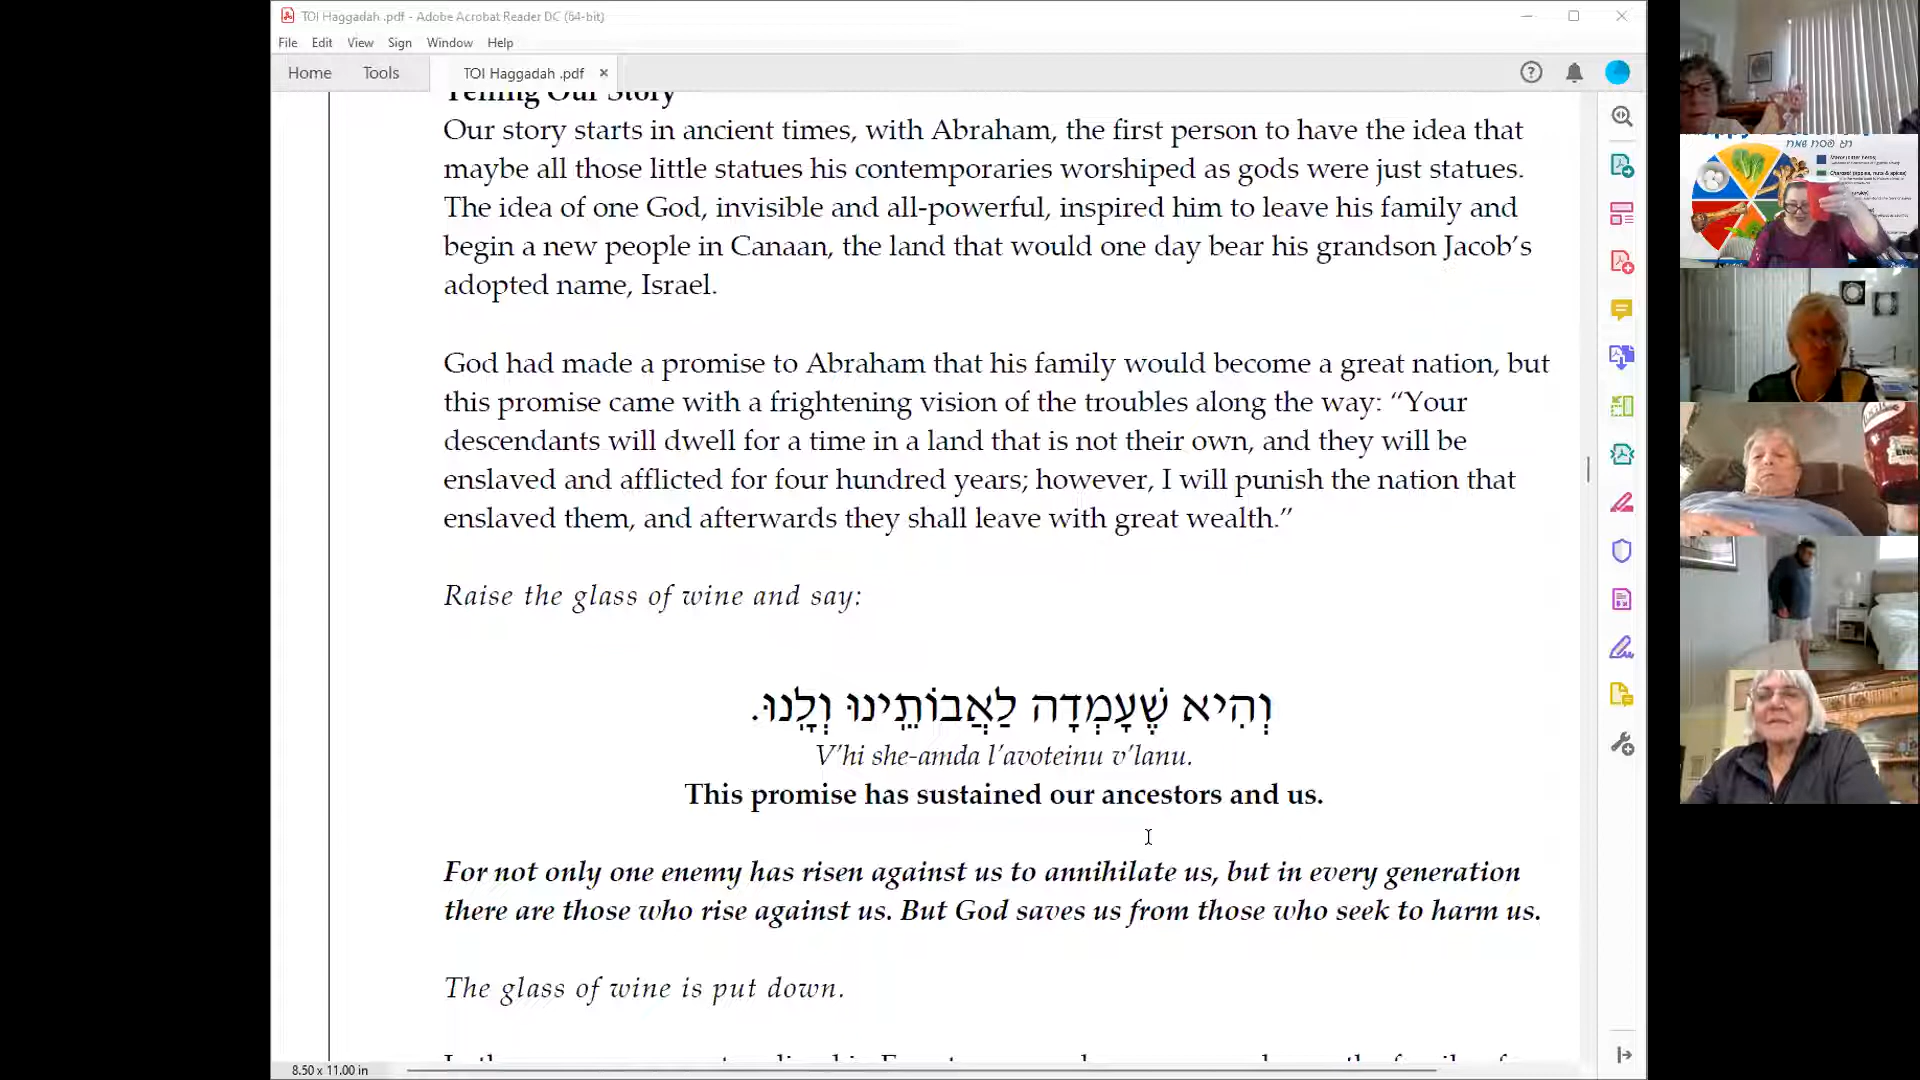 TOI Haggadah .pdf - Adobe Acrobat Reader DC (64-bit)
File Edit View Sign Window Help
Home Tools TOI Haggadah .pdf ×
Telling Our Story
Our story starts in ancient times, with Abraham, the first person to have the idea that
maybe all those little statues his contemporaries worshiped as gods were just statues.
The idea of one God, invisible and all-powerful, inspired him to leave his family and
begin a new people in Canaan, the land that would one day bear his grandson Jacob’s
adopted name, Israel.
God had made a promise to Abraham that his family would become a great nation, but
this promise came with a frightening vision of the troubles along the way: “Your
descendants will dwell for a time in a land that is not their own, and they will be
enslaved and afflicted for four hundred years; however, I will punish the nation that
enslaved them, and afterwards they shall leave with great wealth.”
Raise the glass of wine and say:
וְהִיא שֶׁעָמְדָה לַאֲבוֹתֵֽינוּ וְלָֽנוּ.
V’hi she-amda l’avoteinu v’lanu.
This promise has sustained our ancestors and us.
For not only one enemy has risen against us to annihilate us, but in every generation
there are those who rise against us. But God saves us from those who seek to harm us.
The glass of wine is put down.
8.50 x 11.00 in